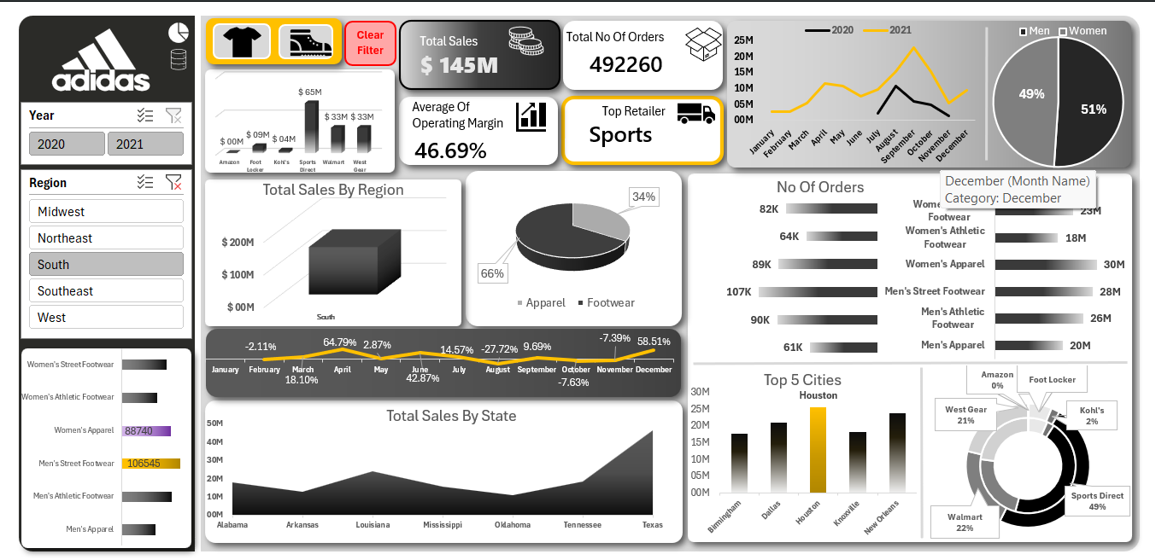 adidas
Year
2020
2021
Region
Midwest
Northeast
South
Southeast
West
Women's Street Footwear
Women's Athletic Footwear
Women's Apparel
88740
Men's Street Footwear
106545
Men's Athletic Footwear
Men's Apparel
Clear
Filter
$ 00M
$ 09M
$ 04M
$ 65M
$ 33M
$ 33M
Amazon
Foot
Locker
Kohl's
Sports
Direct
Walmart
West
Gear
Total Sales
$ 145M
Total No Of Orders
492260
Average Of
Operating Margin
46.69%
Top Retailer
Sports
2020
2021
25M
20M
15M
10M
05M
00M
January
February
March
April
May
June
July
August
September
October
November
December
Men
Women
49%
51%
Total Sales By Region
$ 200M
$ 100M
$ 00M
South
34%
66%
Apparel
Footwear
December (Month Name)
Category: December
No Of Orders
82K
Footwear
23M
64K
Women's Athletic
Footwear
18M
89K
Women's Apparel
30M
107K
Men's Street Footwear
28M
90K
Men's Athletic
Footwear
26M
61K
Men's Apparel
20M
-2.11%
18.10%
64.79%
2.87%
42.87%
14.57%
-27.72%
9.69%
-7.63%
-7.39%
58.51%
January
February
March
April
May
June
July
August
September
October
November
December
Total Sales By State
50M
40M
30M
20M
10M
00M
Alabama
Arkansas
Louisiana
Mississippi
Oklahoma
Tennessee
Texas
Top 5 Cities
Houston
30M
25M
20M
15M
10M
05M
00M
Birmingham
Dallas
Houston
Knoxville
New Orleans
Amazon
0%
Foot Locker
Kohl's
2%
West Gear
21%
Sports Direct
49%
Walmart
22%